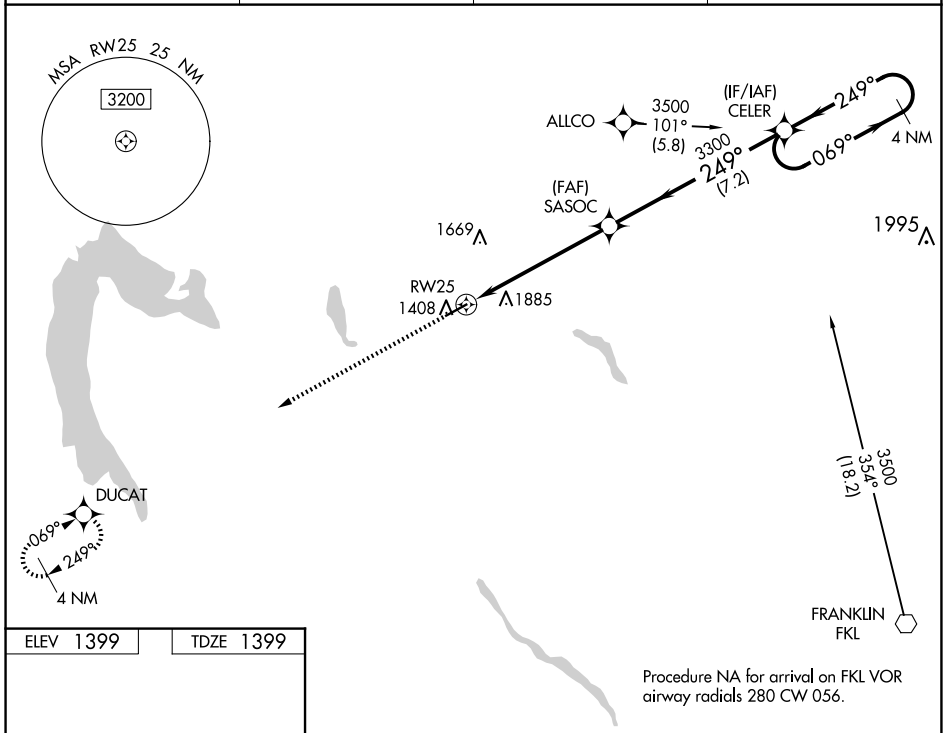 MSA RW25 25 NM
3200
ALLCO
3500
101°
(5.8)
(IF/IAF)
CELER
249°
069°
4 NM
3300
249°
(7.2)
(FAF)
SASOC
1669
1995
RW25
1408
1885
3500
354°
(18.2)
DUCAT
069°
249°
4 NM
FRANKLIN
FKL
ELEV 1399
TDZE 1399
Procedure NA for arrival on FKL VOR
airway radials 280 CW 056.